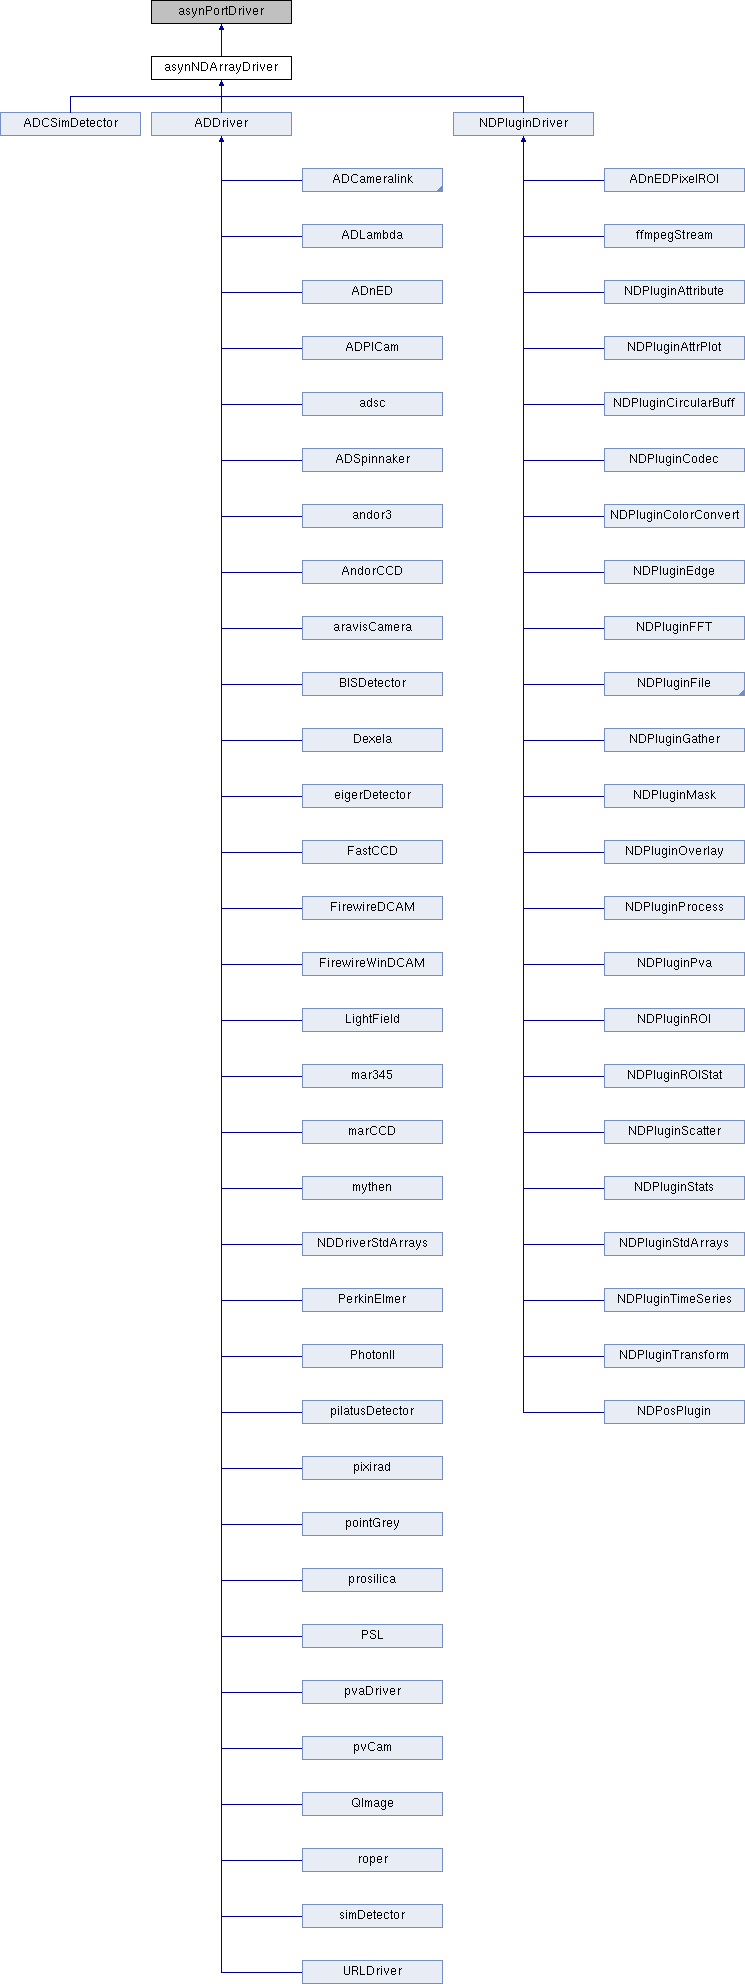 asynPortDriver
asynNDArrayDriver
ADCSimDetector
ADDriver
NDPluginDriver
ADCameralink
ADLambda
ADnED
ADPICam
adsc
ADSpinnaker
andor3
AndorCCD
aravisCamera
BISDetector
Dexela
eigerDetector
FastCCD
FirewireDCAM
FirewireWinDCAM
LightField
mar345
marCCD
mythen
NDDriverStdArrays
PerkinElmer
PhotonII
pilatusDetector
pixirad
pointGrey
prosilica
PSL
pvaDriver
pvCam
QImage
roper
simDetector
URLDriver
ADnEDPixelROI
ffmpegStream
NDPluginAttribute
NDPluginAttrPlot
NDPluginCircularBuff
NDPluginCodec
NDPluginColorConvert
NDPluginEdge
NDPluginFFT
NDPluginFile
NDPluginGather
NDPluginMask
NDPluginOverlay
NDPluginProcess
NDPluginPva
NDPluginROI
NDPluginROIStat
NDPluginScatter
NDPluginStats
NDPluginStdArrays
NDPluginTimeSeries
NDPluginTransform
NDPosPlugin